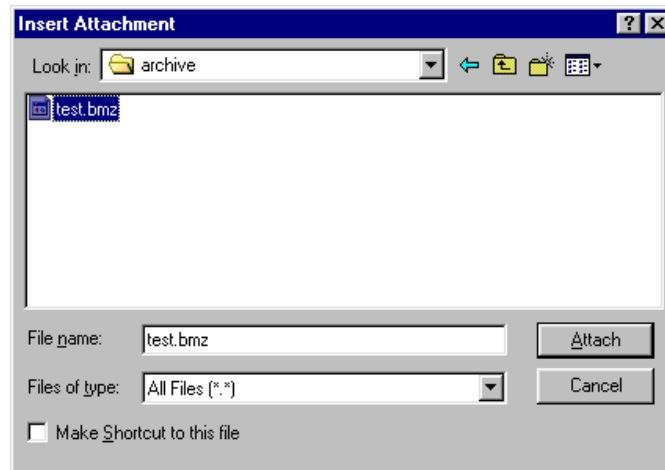 Insert Attachment
Look in: archive
test.bmz
File name: test.bmz Attach
Files of type: All Files (*.*) Cancel
Make Shortcut to this file